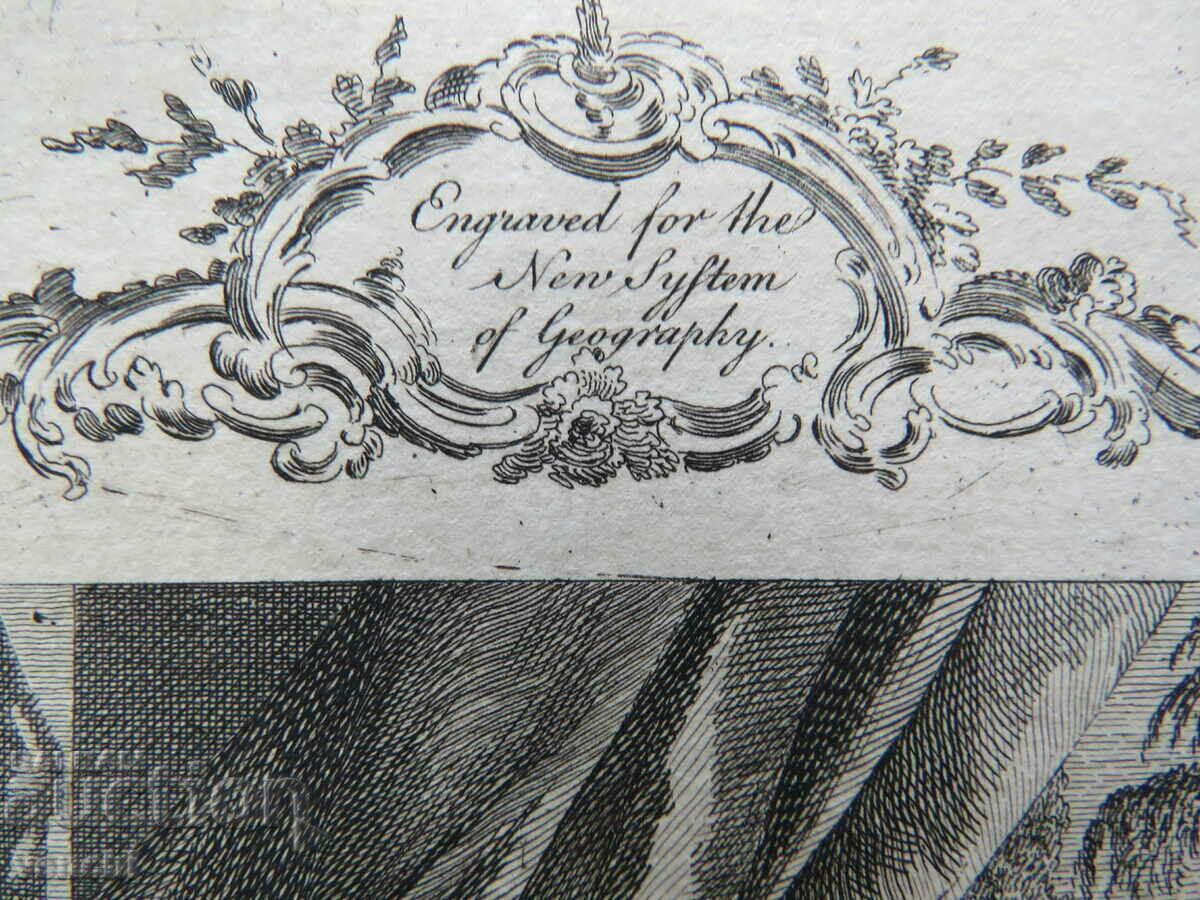 Engraved for the
New Syſtem
of Geography.